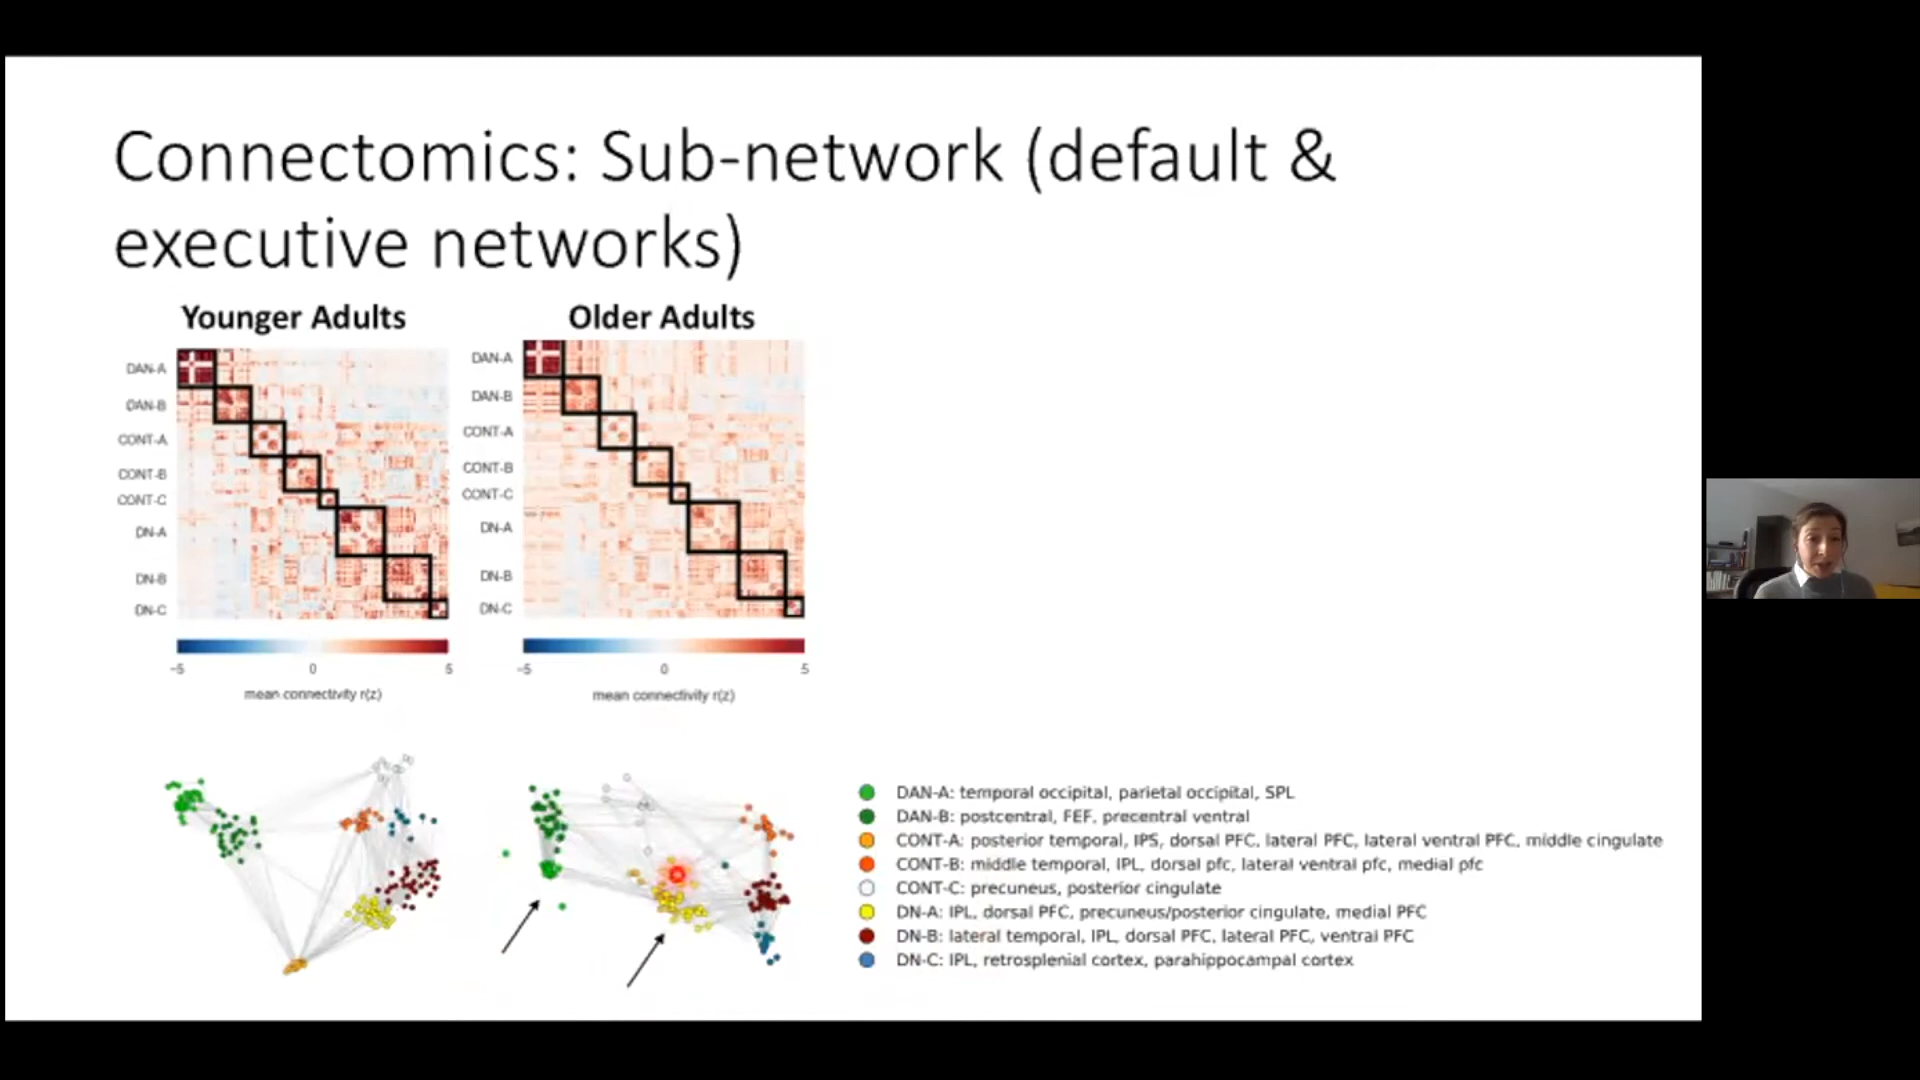 Connectomics: Sub-network (default &
executive networks)
Younger Adults
DAN-A
DAN-B
CONT-A
CONT-B
CONT-C
DN-A
DN-B
DN-C
-5 0 5
mean connectivity r(z)
Older Adults
DAN-A
DAN-B
CONT-A
CONT-B
CONT-C
DN-A
DN-B
DN-C
-5 0 5
mean connectivity r(z)
DAN-A: temporal occipital, parietal occipital, SPL
DAN-B: postcentral, FEF, precentral ventral
CONT-A: posterior temporal, IPS, dorsal PFC, lateral PFC, lateral ventral PFC, middle cingulate
CONT-B: middle temporal, IPL, dorsal pfc, lateral ventral pfc, medial pfc
CONT-C: precuneus, posterior cingulate
DN-A: IPL, dorsal PFC, precuneus/posterior cingulate, medial PFC
DN-B: lateral temporal, IPL, dorsal PFC, lateral PFC, ventral PFC
DN-C: IPL, retrosplenial cortex, parahippocampal cortex